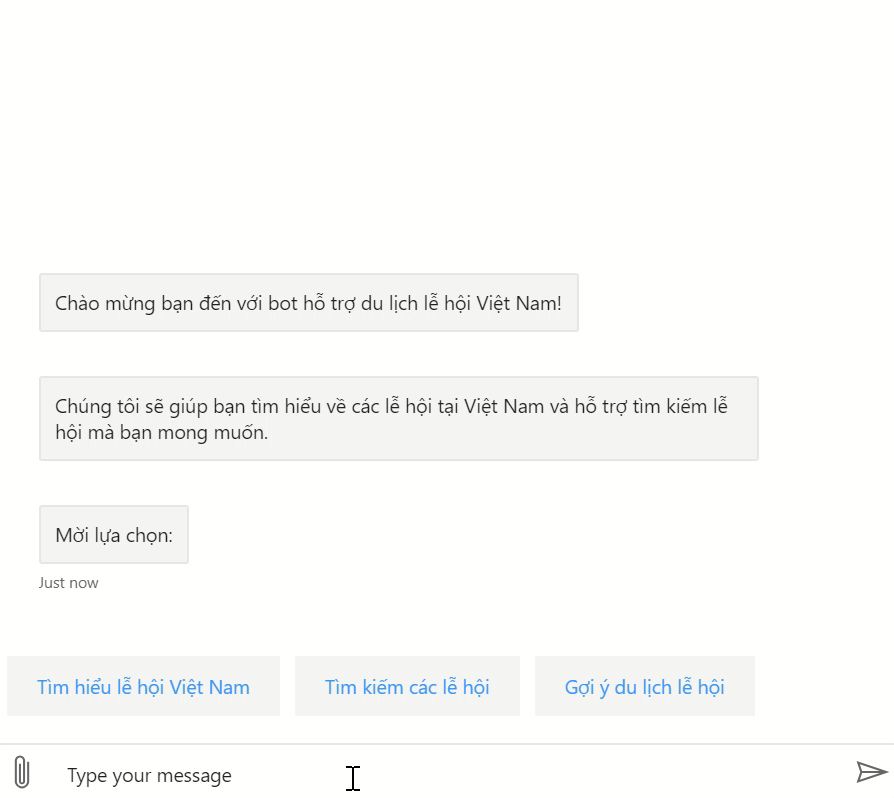 Chào mừng bạn đến với bot hỗ trợ du lịch lễ hội Việt Nam!
Chúng tôi sẽ giúp bạn tìm hiểu về các lễ hội tại Việt Nam và hỗ trợ tìm kiếm lễ
hội mà bạn mong muốn.
Mời lựa chọn:
Just now
Tìm hiểu lễ hội Việt Nam
Tìm kiếm các lễ hội
Gợi ý du lịch lễ hội
Type your message